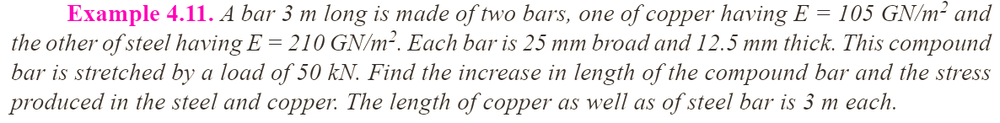 Example 4.11. A bar 3 m long is made of two bars, one of copper having E = 105 GN/m² and
the other of steel having E = 210 GN/m². Each bar is 25 mm broad and 12.5 mm thick. This compound
bar is stretched by a load of 50 kN. Find the increase in length of the compound bar and the stress
produced in the steel and copper. The length of copper as well as of steel bar is 3 m each.